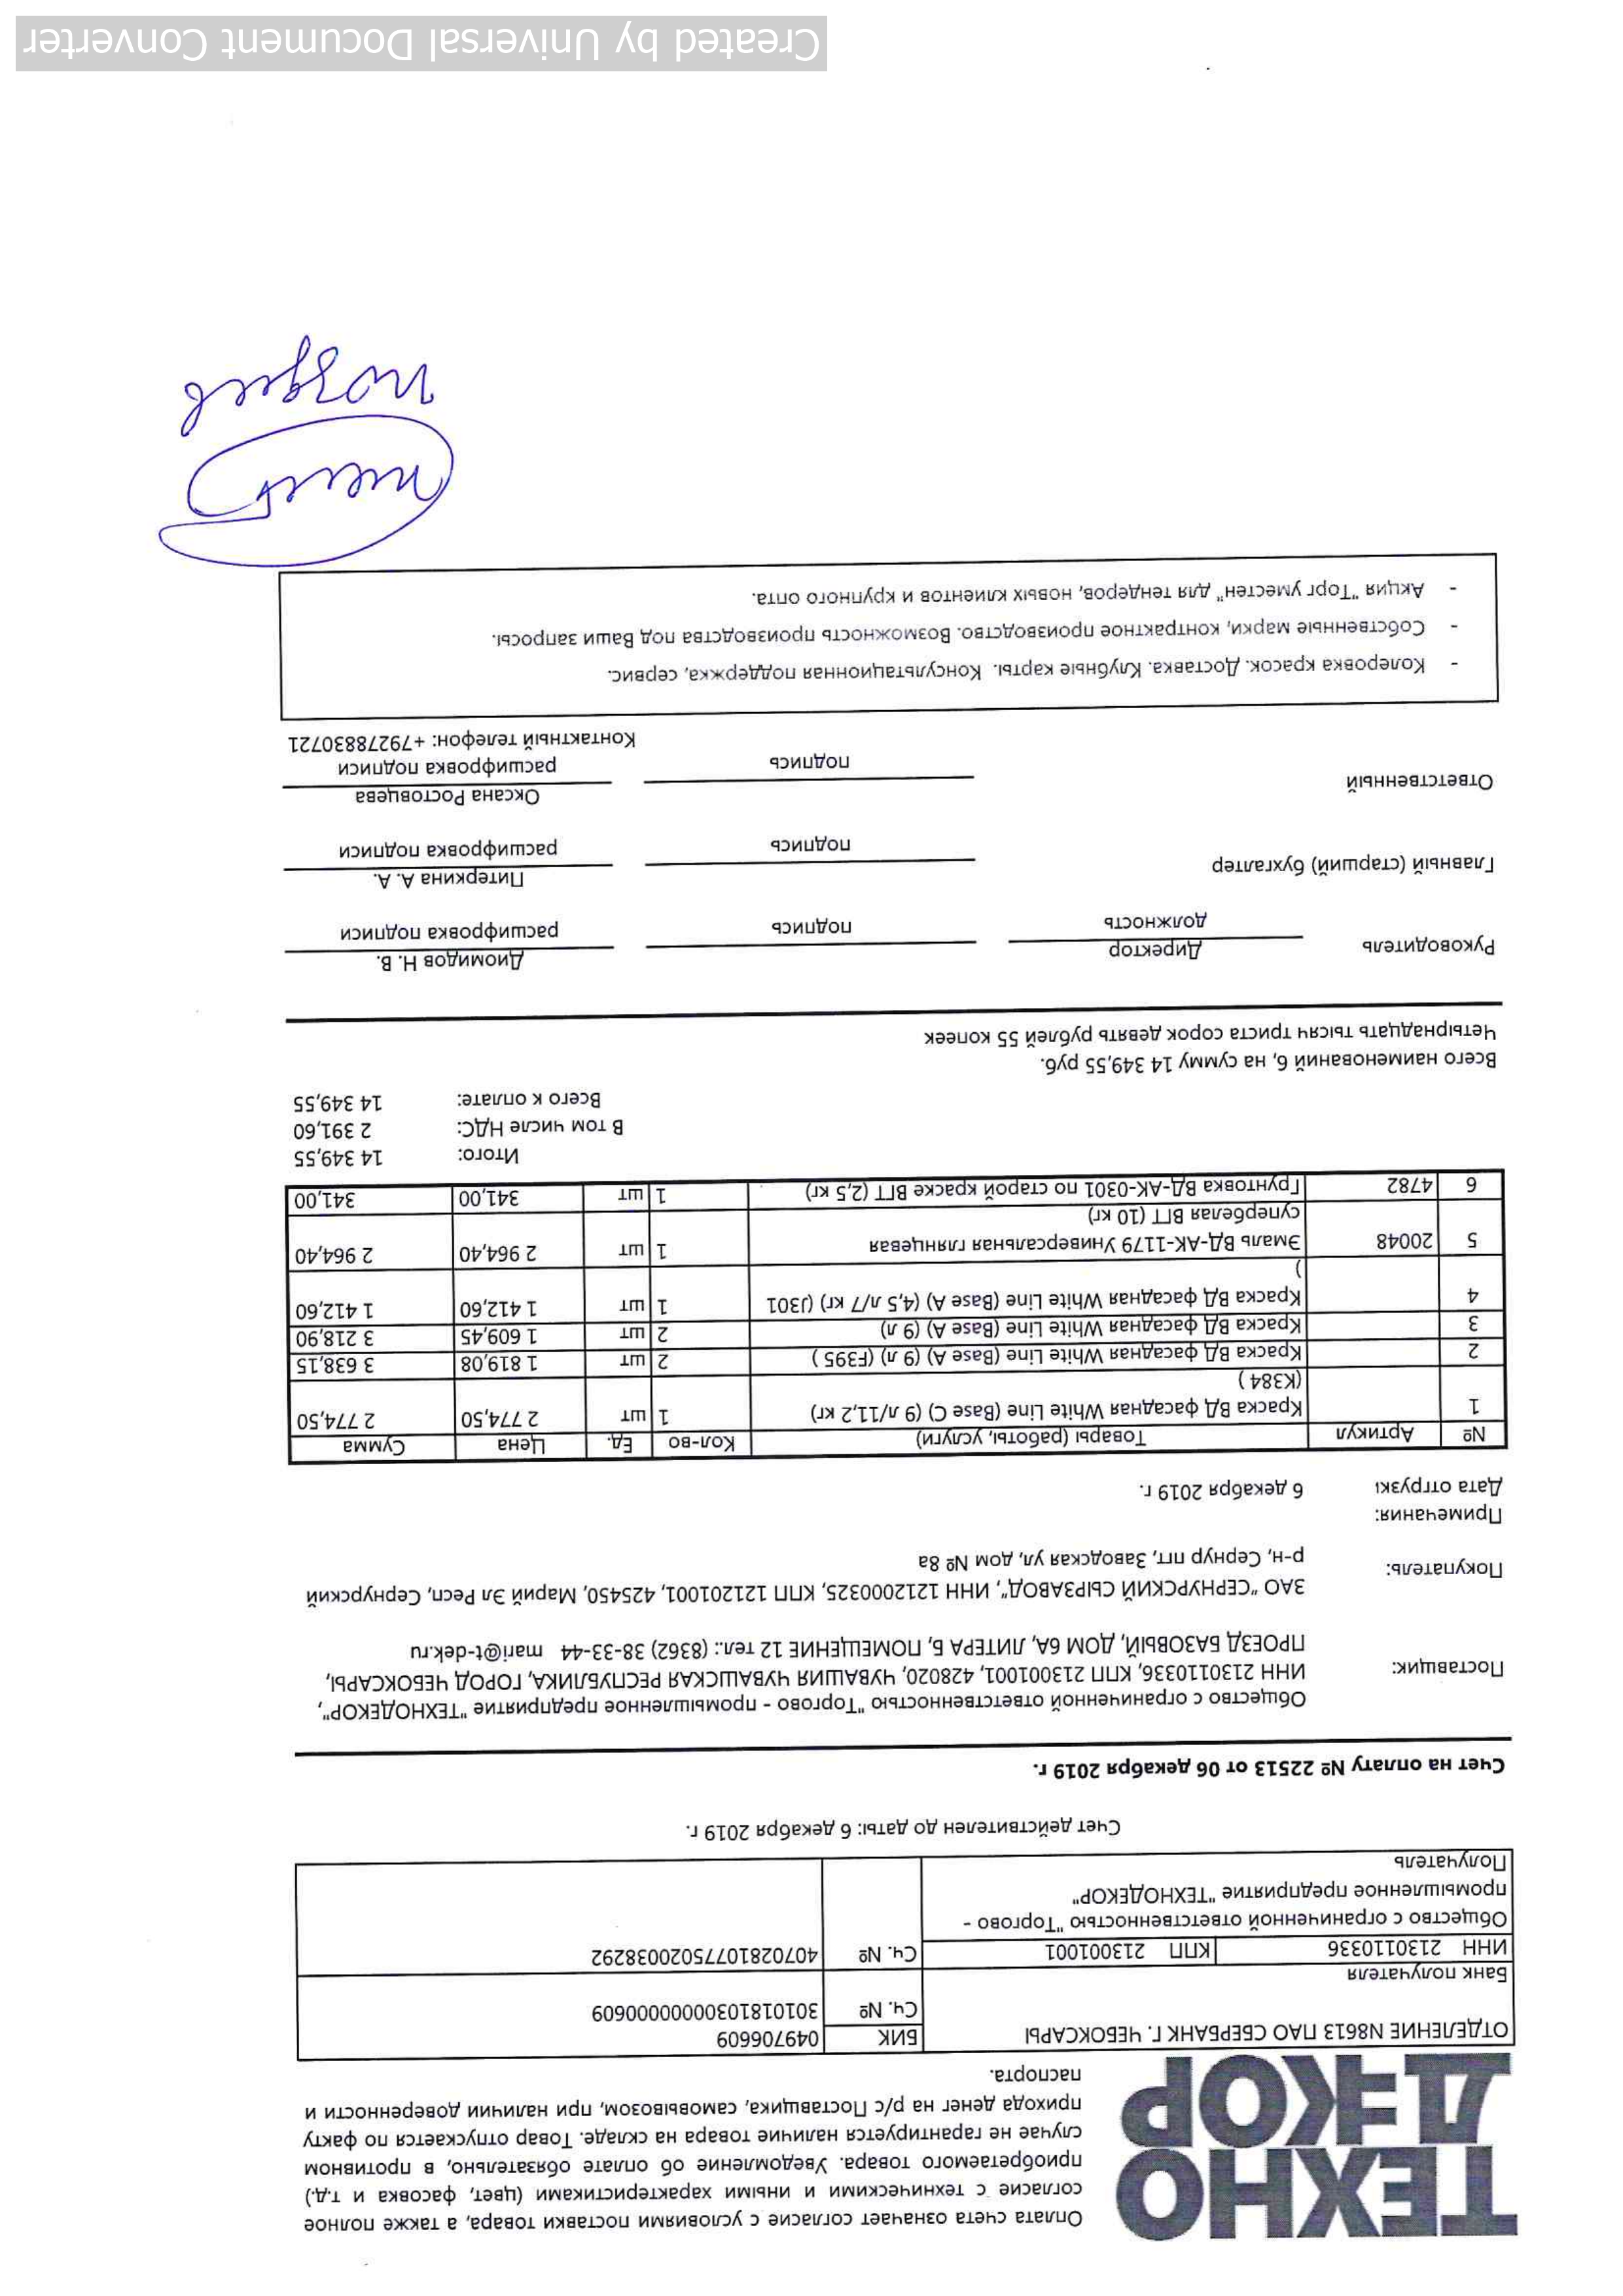 ТЕХНО
ДЕКОР
Оплата счета означает согласие с условиями поставки товара, а также полное
согласие с техническими и иными характеристиками (цвет, фасовка и т.д.)
приобретаемого товара. Уведомление об оплате обязательно, в противном
случае не гарантируется наличие товара на складе. Товар отпускается по факту
прихода денег на р/с Поставщика, самовывозом, при наличии доверенности и
паспорта.
ОТДЕЛЕНИЕ N8613 ПАО СБЕРБАНК Г. ЧЕБОКСАРЫ БИК 049706609
Сч. № 30101810300000000609
Банк получателя
ИНН 2130110336 КПП 213001001 Сч. № 40702810775020038292
Общество с ограниченной ответственностью "Торгово -
промышленное предприятие "ТЕХНОДЕКОР"
Получатель
Счет действителен до даты: 6 декабря 2019 г.
Счет на оплату № 22513 от 06 декабря 2019 г.
Общество с ограниченной ответственностью "Торгово - промышленное предприятие "ТЕХНОДЕКОР",
Поставщик: ИНН 2130110336, КПП 213001001, 428020, ЧУВАШИЯ ЧУВАШСКАЯ РЕСПУБЛИКА, ГОРОД ЧЕБОКСАРЫ,
ПРОЕЗД БАЗОВЫЙ, ДОМ 6А, ЛИТЕРА Б, ПОМЕЩЕНИЕ 12 тел.: (8362) 38-33-44 mari@t-dek.ru
ЗАО "СЕРНУРСКИЙ СЫРЗАВОД", ИНН 1212000325, КПП 121201001, 425450, Марий Эл Респ, Сернурский
Покупатель: р-н, Сернур пгт, Заводская ул, дом № 8а
Примечания:
Дата отгрузк 6 декабря 2019 г.
№ Артикул Товары (работы, услуги) Кол-во Ед. Цена Сумма
1 Краска ВД фасадная White Line (Base C) (9 л/11,2 кг) 1 шт 2 774,50 2 774,50
(K384 )
2 Краска ВД фасадная White Line (Base A) (9 л) (F395 ) 2 шт 1 819,08 3 638,15
3 Краска ВД фасадная White Line (Base A) (9 л) 2 шт 1 609,45 3 218,90
4 Краска ВД фасадная White Line (Base A) (4,5 л/7 кг) (J301 1 шт 1 412,60 1 412,60
)
5 20048 Эмаль ВД-АК-1179 Универсальная глянцевая 1 шт 2 964,40 2 964,40
супербелая ВГТ (10 кг)
6 4782 Грунтовка ВД-АК-0301 по старой краске ВГТ (2,5 кг) 1 шт 341,00 341,00
Итого: 14 349,55
В том числе НДС: 2 391,60
Всего к оплате: 14 349,55
Всего наименований 6, на сумму 14 349,55 руб.
Четырнадцать тысяч триста сорок девять рублей 55 копеек
Руководитель Директор Диомидов Н. В.
должность подпись расшифровка подписи
Главный (старший) бухгалтер Питеркина А. А.
подпись расшифровка подписи
Ответственный Оксана Ростовцева
подпись расшифровка подписи
Контактный телефон: +79278830721
- Колеровка красок. Доставка. Клубные карты. Консультационная поддержка, сервис.
- Собственные марки, контрактное производство. Возможность производства под Ваши запросы.
- Акция "Торг уместен" для тендеров, новых клиентов и крупного опта.
Created by Universal Document Converter